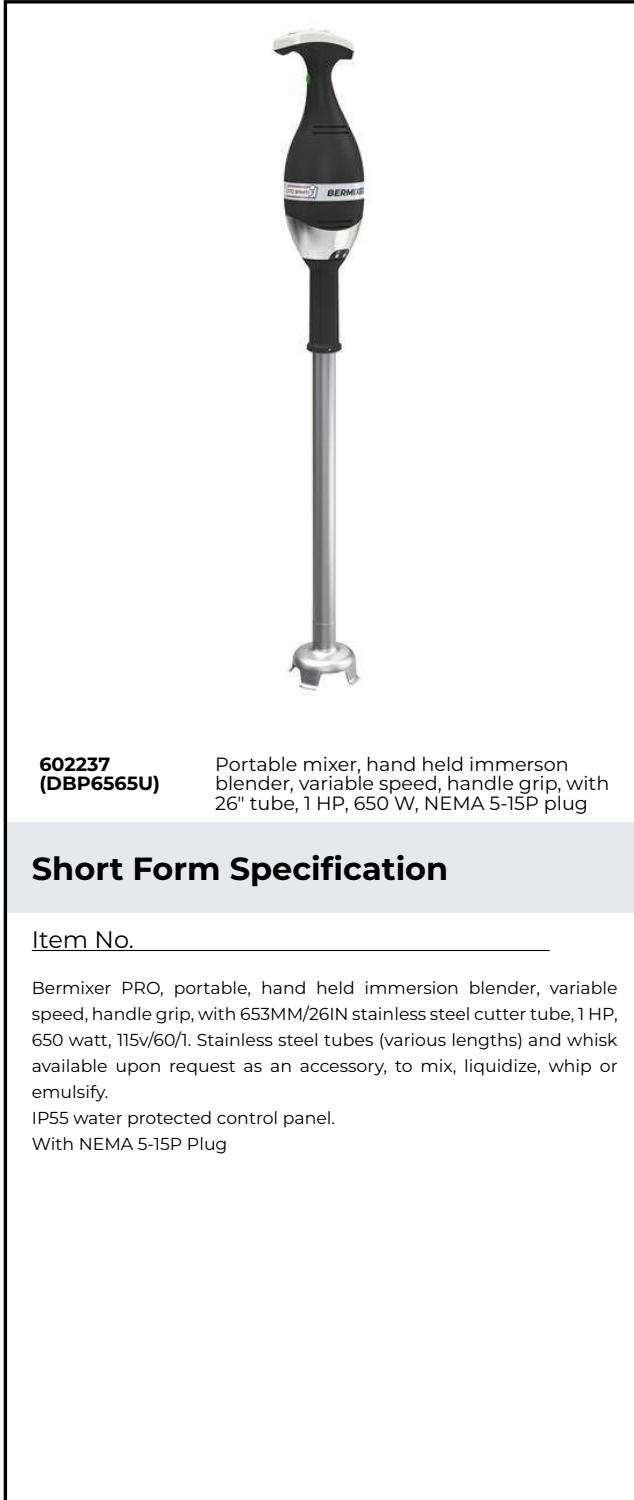 BERMIXER
602237
(DBP6565U)
Portable mixer, hand held immerson
blender, variable speed, handle grip, with
26" tube, 1 HP, 650 W, NEMA 5-15P plug
Short Form Specification
Item No.
Bermixer PRO, portable, hand held immersion blender, variable
speed, handle grip, with 653MM/26IN stainless steel cutter tube, 1 HP,
650 watt, 115v/60/1. Stainless steel tubes (various lengths) and whisk
available upon request as an accessory, to mix, liquidize, whip or
emulsify.
IP55 water protected control panel.
With NEMA 5-15P Plug